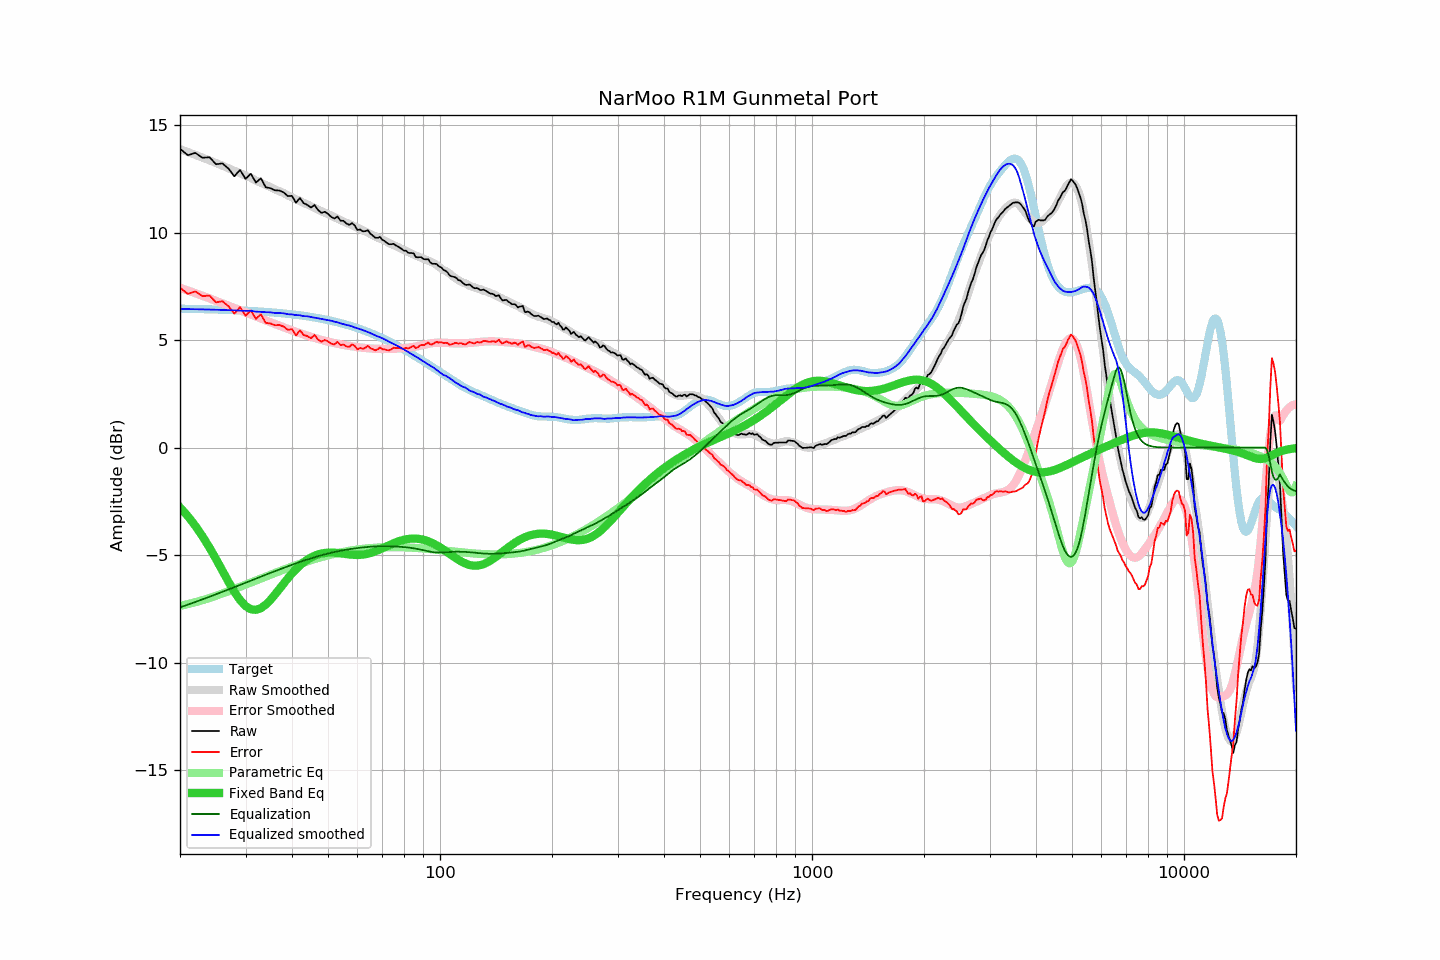 NarMoo R1M Gunmetal Port
Amplitude (dBr)
15
10
5
0
−5
−10
−15
Target
Raw Smoothed
Error Smoothed
Raw
Error
Parametric Eq
Fixed Band Eq
Equalization
Equalized smoothed
100 1000 10000
Frequency (Hz)